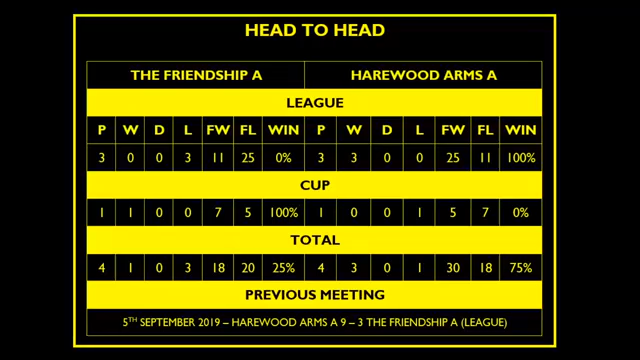 HEAD TO HEAD
THE FRIENDSHIP A HAREWOOD ARMS A
LEAGUE
P W D L FW FL WIN P W D L FW FL WIN
3 0 0 3 11 25 0% 3 3 0 0 25 11 100%
CUP
1 1 0 0 7 5 100% 1 0 0 1 5 7 0%
TOTAL
4 1 0 3 18 20 25% 4 3 0 1 30 18 75%
PREVIOUS MEETING
5TH SEPTEMBER 2019 – HAREWOOD ARMS A 9 – 3 THE FRIENDSHIP A (LEAGUE)